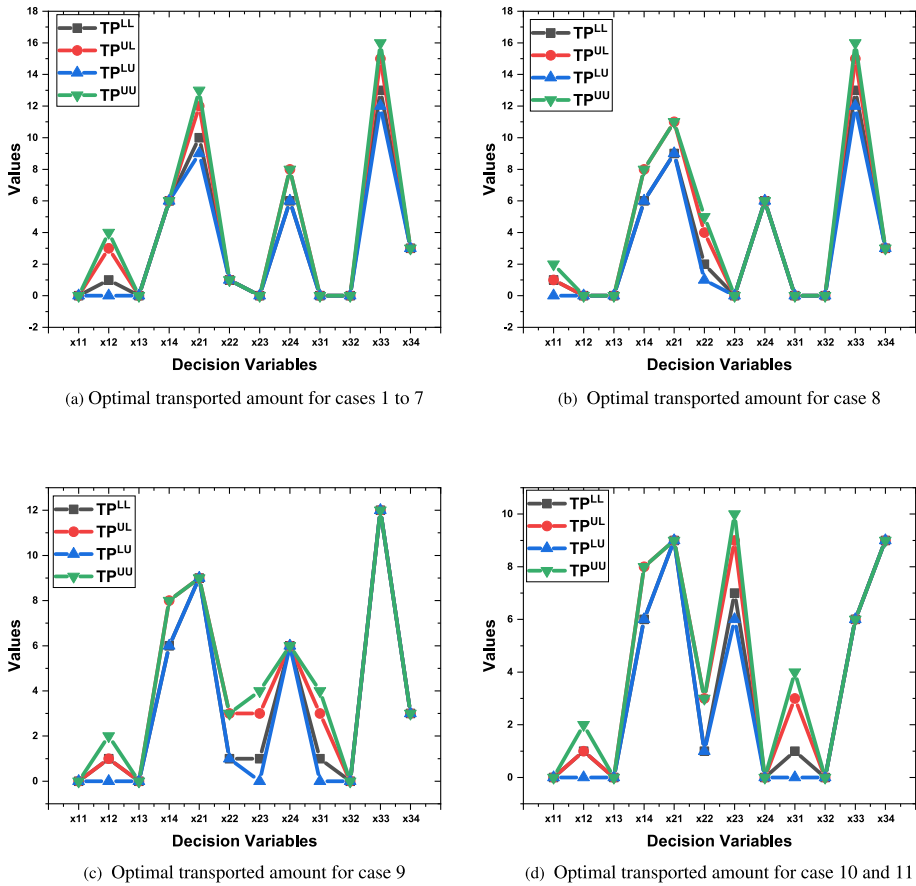 18
16
14
12
10
8
6
4
2
0
-2
Values
TP^LL
TP^UL
TP^LU
TP^UU
x11 x12 x13 x14 x21 x22 x23 x24 x31 x32 x33 x34
Decision Variables
(a) Optimal transported amount for cases 1 to 7
18
16
14
12
10
8
6
4
2
0
-2
Values
TP^LL
TP^UL
TP^LU
TP^UU
x11 x12 x13 x14 x21 x22 x23 x24 x31 x32 x33 x34
Decision Variables
(b) Optimal transported amount for case 8
12
10
8
6
4
2
0
Values
TP^LL
TP^UL
TP^LU
TP^UU
x11 x12 x13 x14 x21 x22 x23 x24 x31 x32 x33 x34
Decision Variables
(c) Optimal transported amount for case 9
10
8
6
4
2
0
Values
TP^LL
TP^UL
TP^LU
TP^UU
x11 x12 x13 x14 x21 x22 x23 x24 x31 x32 x33 x34
Decision Variables
(d) Optimal transported amount for case 10 and 11